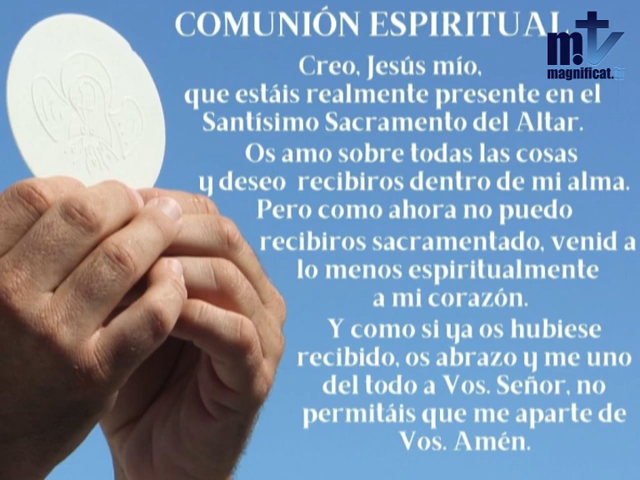 COMUNIÓN ESPIRITUAL
Creo, Jesús mío,
que estáis realmente presente en el
Santísimo Sacramento del Altar.
Os amo sobre todas las cosas
y deseo recibiros dentro de mi alma.
Pero como ahora no puedo
recibiros sacramentado, venid a
lo menos espiritualmente
a mi corazón.
Y como si ya os hubiese
recibido, os abrazo y me uno
del todo a Vos. Señor, no
permitáis que me aparte de
Vos. Amén.
m.tv
magnificat.tv